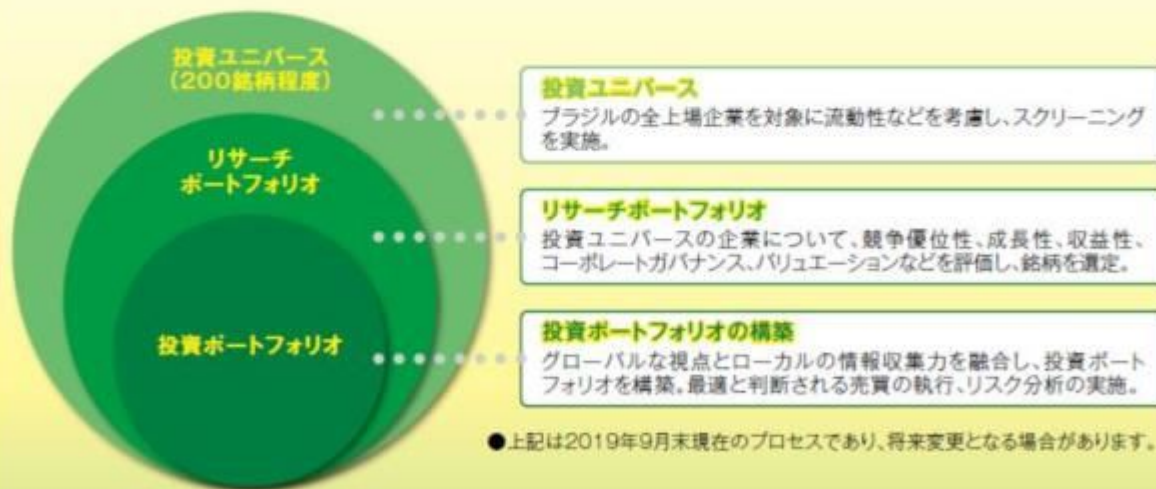 投資ユニバース
(200銘柄程度)
リサーチ
ポートフォリオ
投資ポートフォリオ
投資ユニバース
ブラジルの全上場企業を対象に流動性などを考慮し、スクリーニング
を実施。
リサーチポートフォリオ
投資ユニバースの企業について、競争優位性、成長性、収益性、
コーポレートガバナンス、バリュエーションなどを評価し、銘柄を選定。
投資ポートフォリオの構築
グローバルな視点とローカルの情報収集力を融合し、投資ポート
フォリオを構築。最適と判断される売買の執行、リスク分析の実施。
●上記は2019年9月末現在のプロセスであり、将来変更となる場合があります。